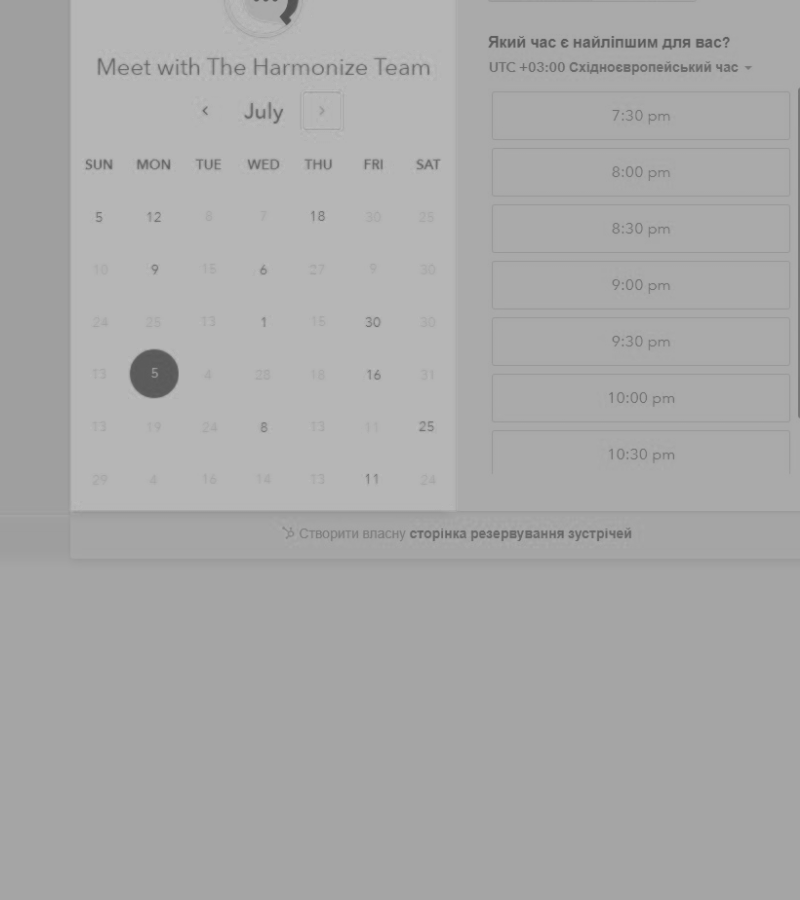 Meet with The Harmonize Team
July
SUN MON TUE WED THU FRI SAT
5 12 6 7 18 30 25
10 9 15 6 27 9 30
24 25 13 1 15 30 30
13 5 4 28 18 16 31
13 19 24 8 13 11 25
29 4 16 14 13 11 24
Який час є найліпшим для вас?
UTC +03:00 Східноєвропейський час
7:30 pm
8:00 pm
8:30 pm
9:00 pm
9:30 pm
10:00 pm
10:30 pm
Створити власну сторінка резервування зустрічей